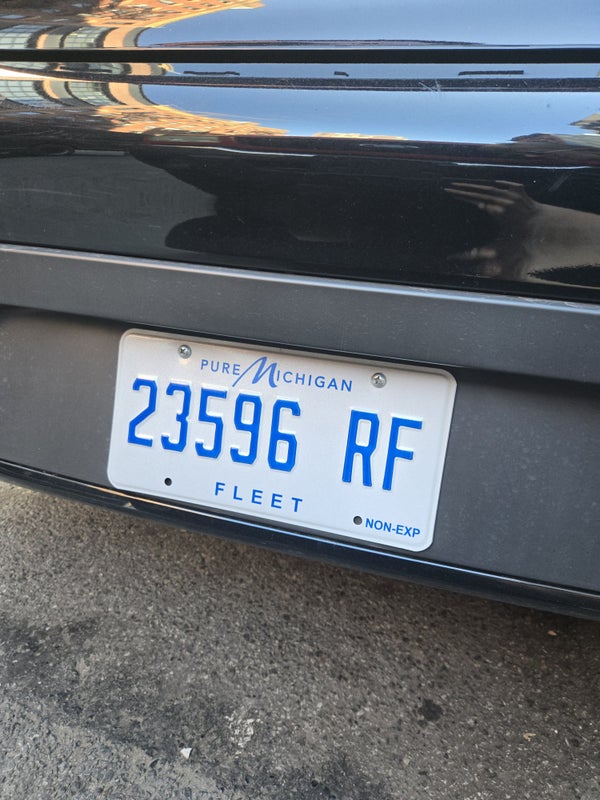 PURE MICHIGAN
23596 RF
FLEET
NON-EXP